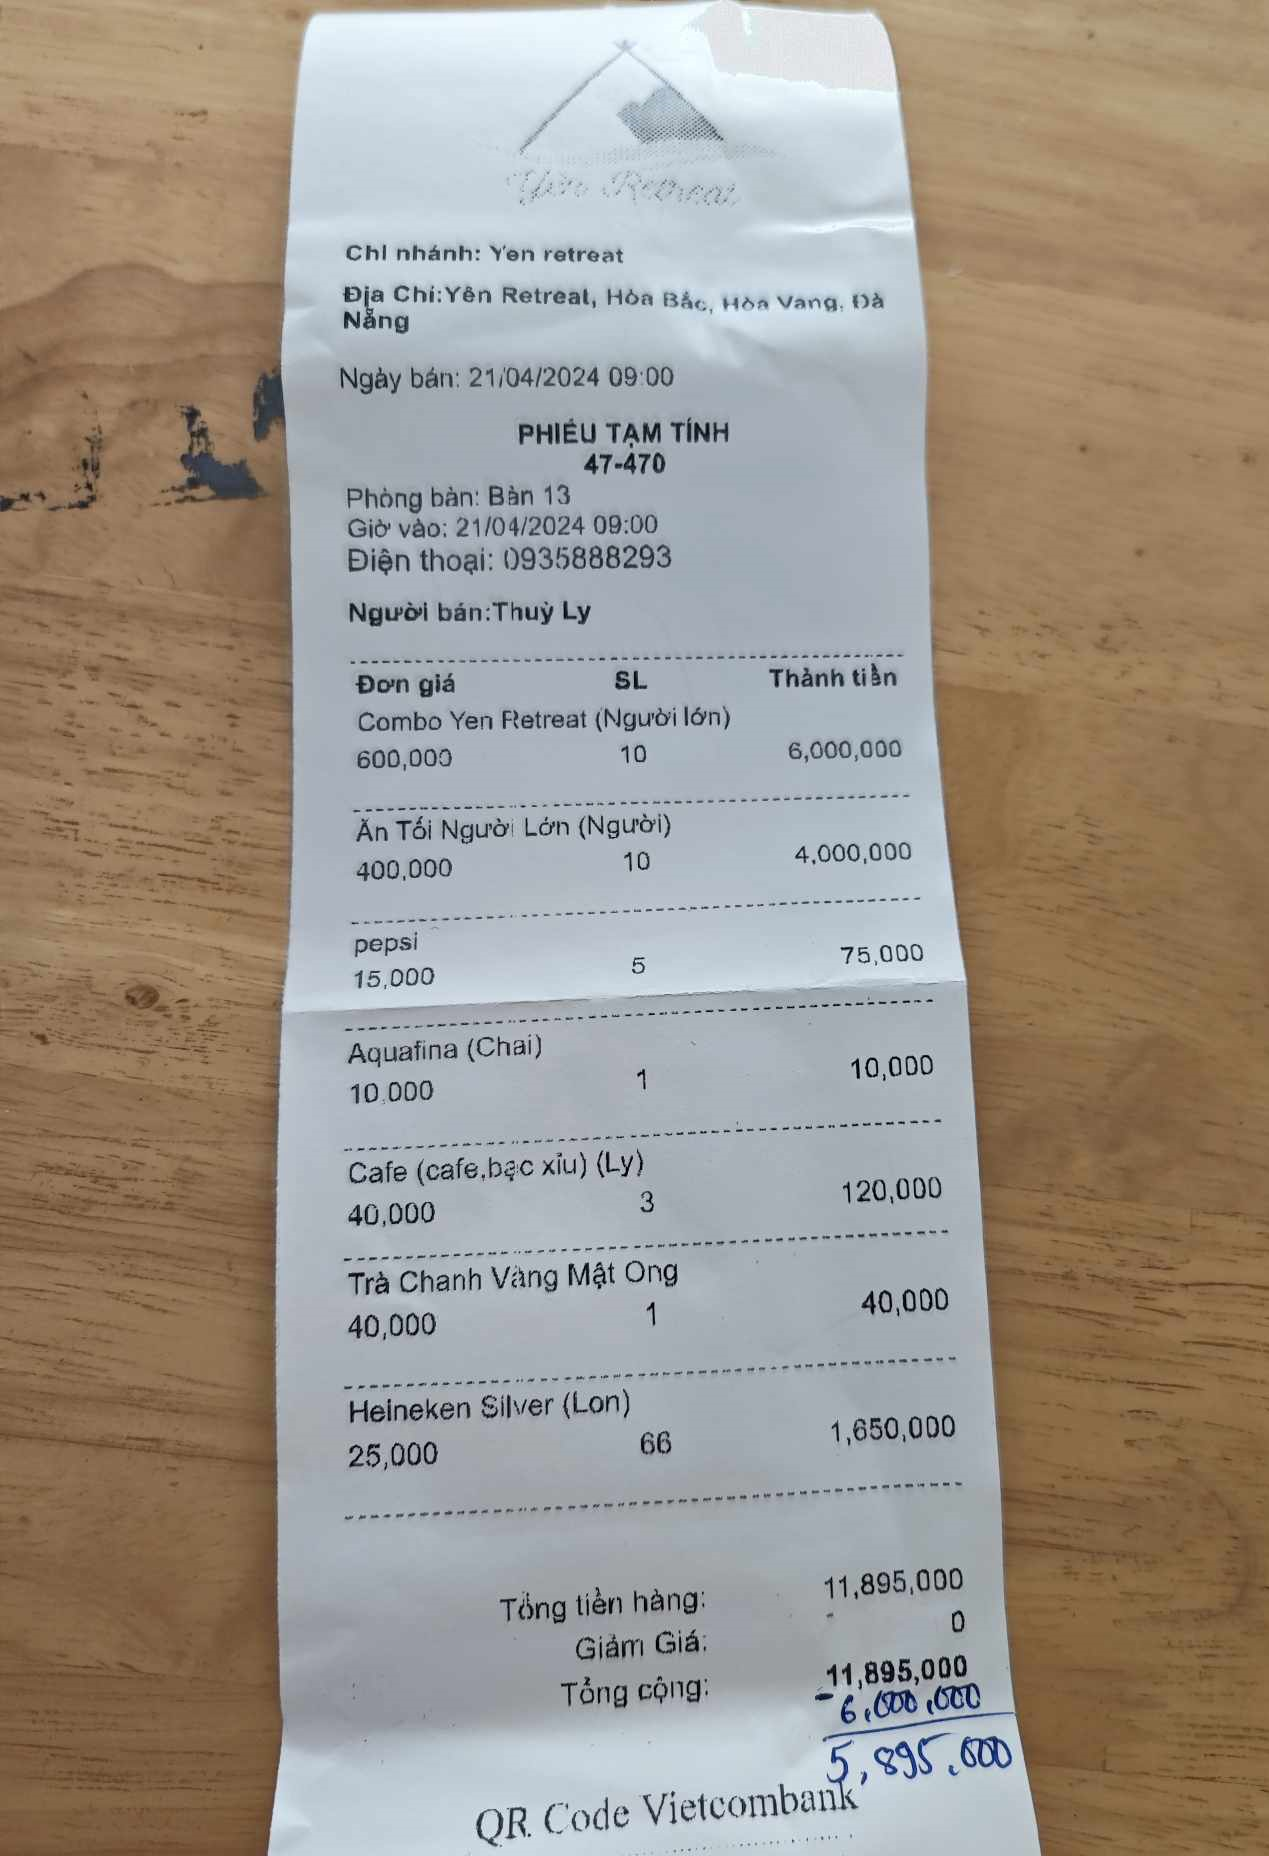 Yên Retreat
Chi nhánh: Yen retreat
Địa Chỉ:Yên Retreat, Hòa Bắc, Hòa Vang, Đà
Nẵng
Ngày bán: 21/04/2024 09:00
PHIẾU TẠM TÍNH
47-470
Phòng bàn: Bàn 13
Giờ vào: 21/04/2024 09:00
Điện thoại: 0935888293
Người bán:Thuỳ Ly
Đơn giá SL Thành tiền
Combo Yen Retreat (Người lớn)
600,000 10 6,000,000
Ăn Tối Người Lớn (Người)
400,000 10 4,000,000
pepsi
15,000 5 75,000
Aquafina (Chai)
10,000 1 10,000
Cafe (cafe,bạc xỉu) (Ly)
40,000 3 120,000
Trà Chanh Vàng Mật Ong
40,000 1 40,000
Heineken Silver (Lon)
25,000 66 1,650,000
Tổng tiền hàng: 11,895,000
Giảm Giá: 0
Tổng cộng: 11,895,000
- 6,000,000
5,895,000
QR Code Vietcombank